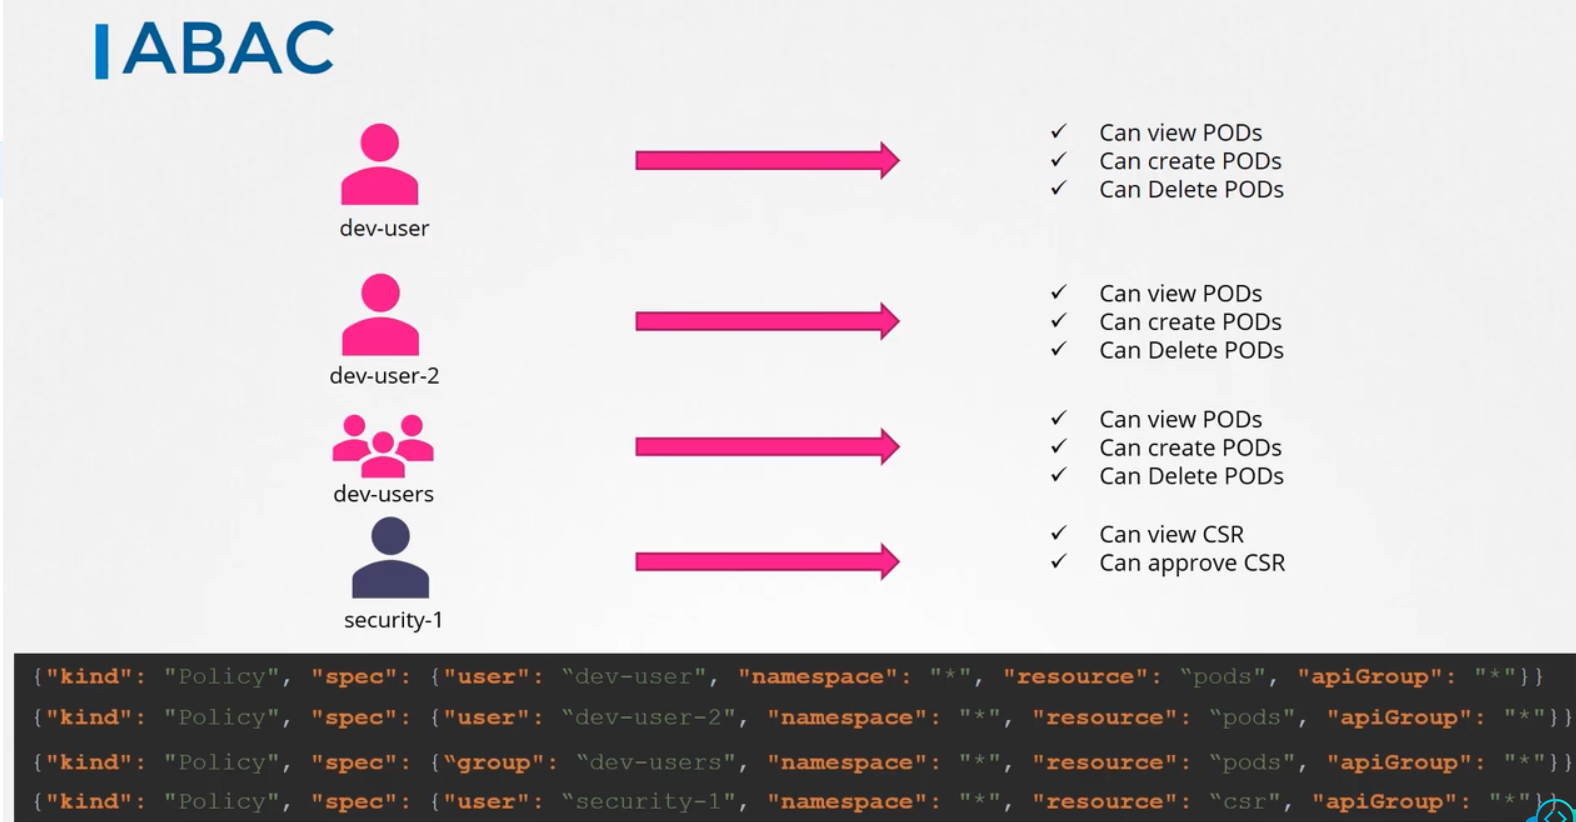 ABAC
✓ Can view PODs
✓ Can create PODs
✓ Can Delete PODs
dev-user
✓ Can view PODs
✓ Can create PODs
✓ Can Delete PODs
dev-user-2
✓ Can view PODs
✓ Can create PODs
✓ Can Delete PODs
dev-users
✓ Can view CSR
✓ Can approve CSR
security-1
{"kind": "Policy", "spec": {"user": “dev-user", "namespace": "*", "resource": “pods", "apiGroup": "*"}}
{"kind": "Policy", "spec": {"user": “dev-user-2", "namespace": "*", "resource": “pods", "apiGroup": "*"}}
{"kind": "Policy", "spec": {“group": “dev-users", "namespace": "*", "resource": “pods", "apiGroup": "*"}}
{"kind": "Policy", "spec": {"user": “security-1", "namespace": "*", "resource": “csr", "apiGroup": "*"}}